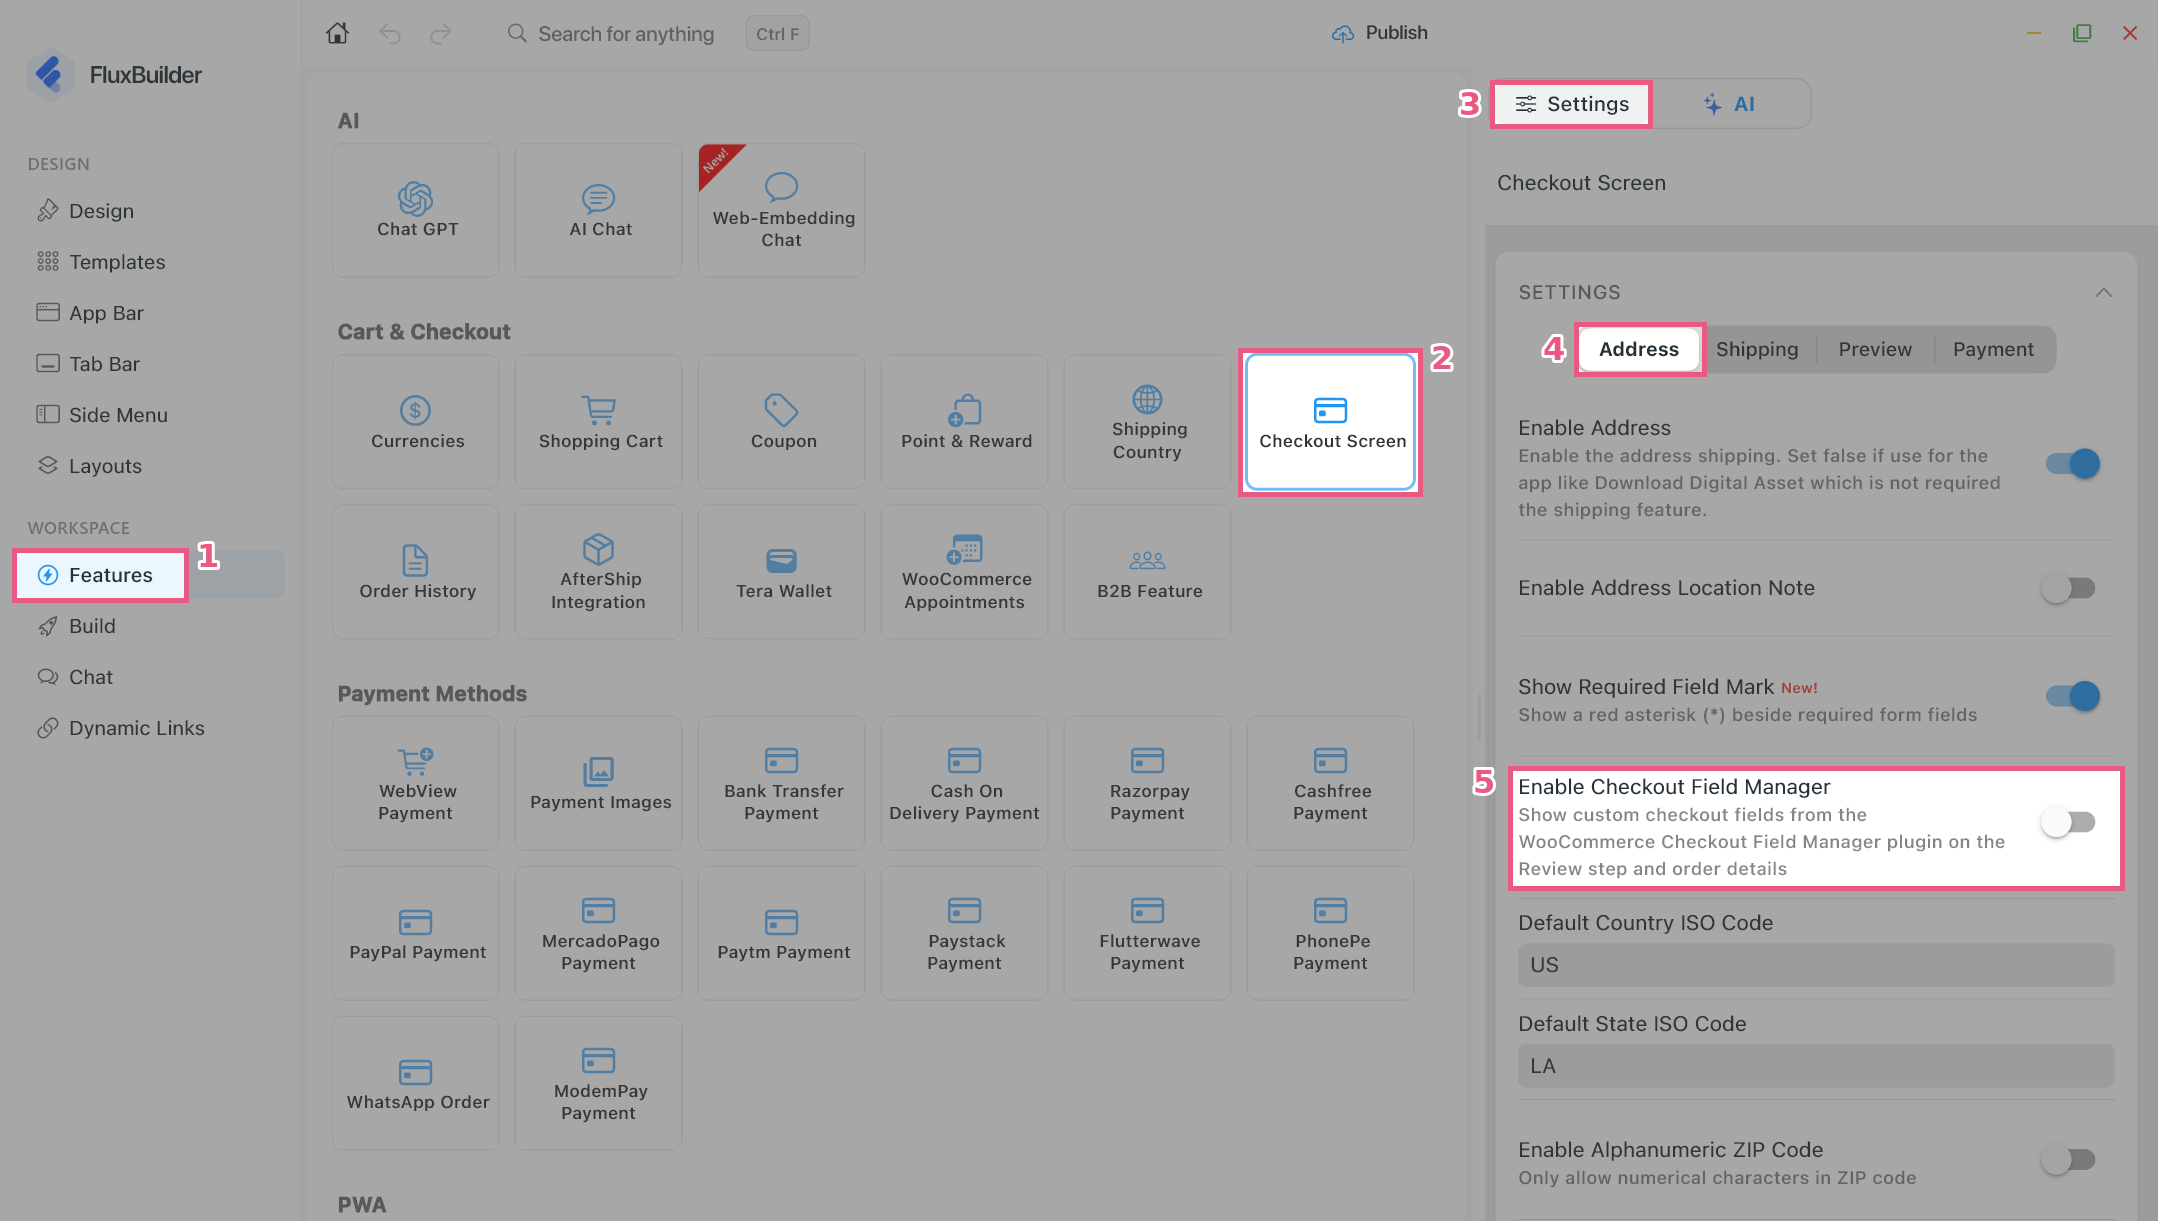 Search for anything
Ctrl F
Publish
FluxBuilder
DESIGN
Design
Templates
App Bar
Tab Bar
Side Menu
Layouts
WORKSPACE
Features
1
Build
Chat
Dynamic Links
AI
Chat GPT
AI Chat
New!
Web-Embedding
Chat
Cart & Checkout
Currencies
Shopping Cart
Coupon
Point & Reward
Shipping
Country
Checkout Screen
2
Order History
AfterShip
Integration
Tera Wallet
WooCommerce
Appointments
B2B Feature
Payment Methods
WebView
Payment
Payment Images
Bank Transfer
Payment
Cash On
Delivery Payment
Razorpay
Payment
Cashfree
Payment
PayPal Payment
MercadoPago
Payment
Paytm Payment
Paystack
Payment
Flutterwave
Payment
PhonePe
Payment
WhatsApp Order
ModemPay
Payment
PWA
3
Settings
AI
Checkout Screen
SETTINGS
4
Address
Shipping
Preview
Payment
Enable Address
Enable the address shipping. Set false if use for the
app like Download Digital Asset which is not required
the shipping feature.
Enable Address Location Note
Show Required Field Mark New!
Show a red asterisk (*) beside required form fields
5
Enable Checkout Field Manager
Show custom checkout fields from the
WooCommerce Checkout Field Manager plugin on the
Review step and order details
Default Country ISO Code
US
Default State ISO Code
LA
Enable Alphanumeric ZIP Code
Only allow numerical characters in ZIP code